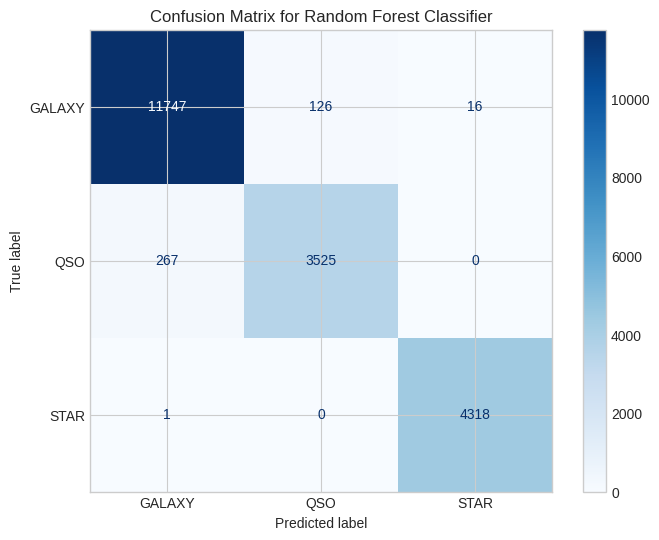 Confusion Matrix for Random Forest Classifier
True label
GALAXY
11747
126
16
QSO
267
3525
0
STAR
1
0
4318
GALAXY
QSO
STAR
Predicted label
10000
8000
6000
4000
2000
0